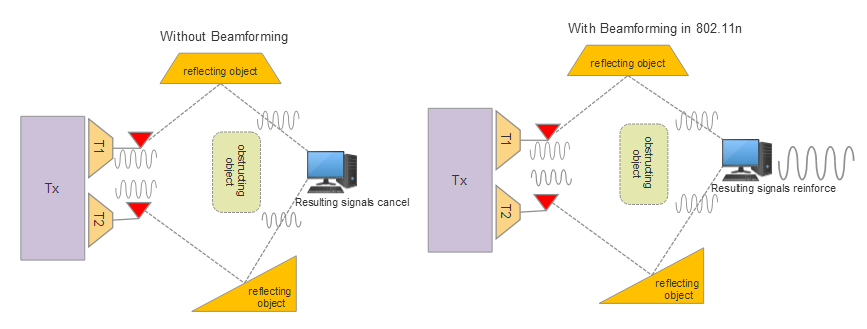 Without Beamforming
reflecting object
T1
Tx
T2
obstructing
object
Resulting signals cancel
reflecting
object
With Beamforming in 802.11n
reflecting object
T1
Tx
T2
obstructing
object
Resulting signals reinforce
reflecting
object